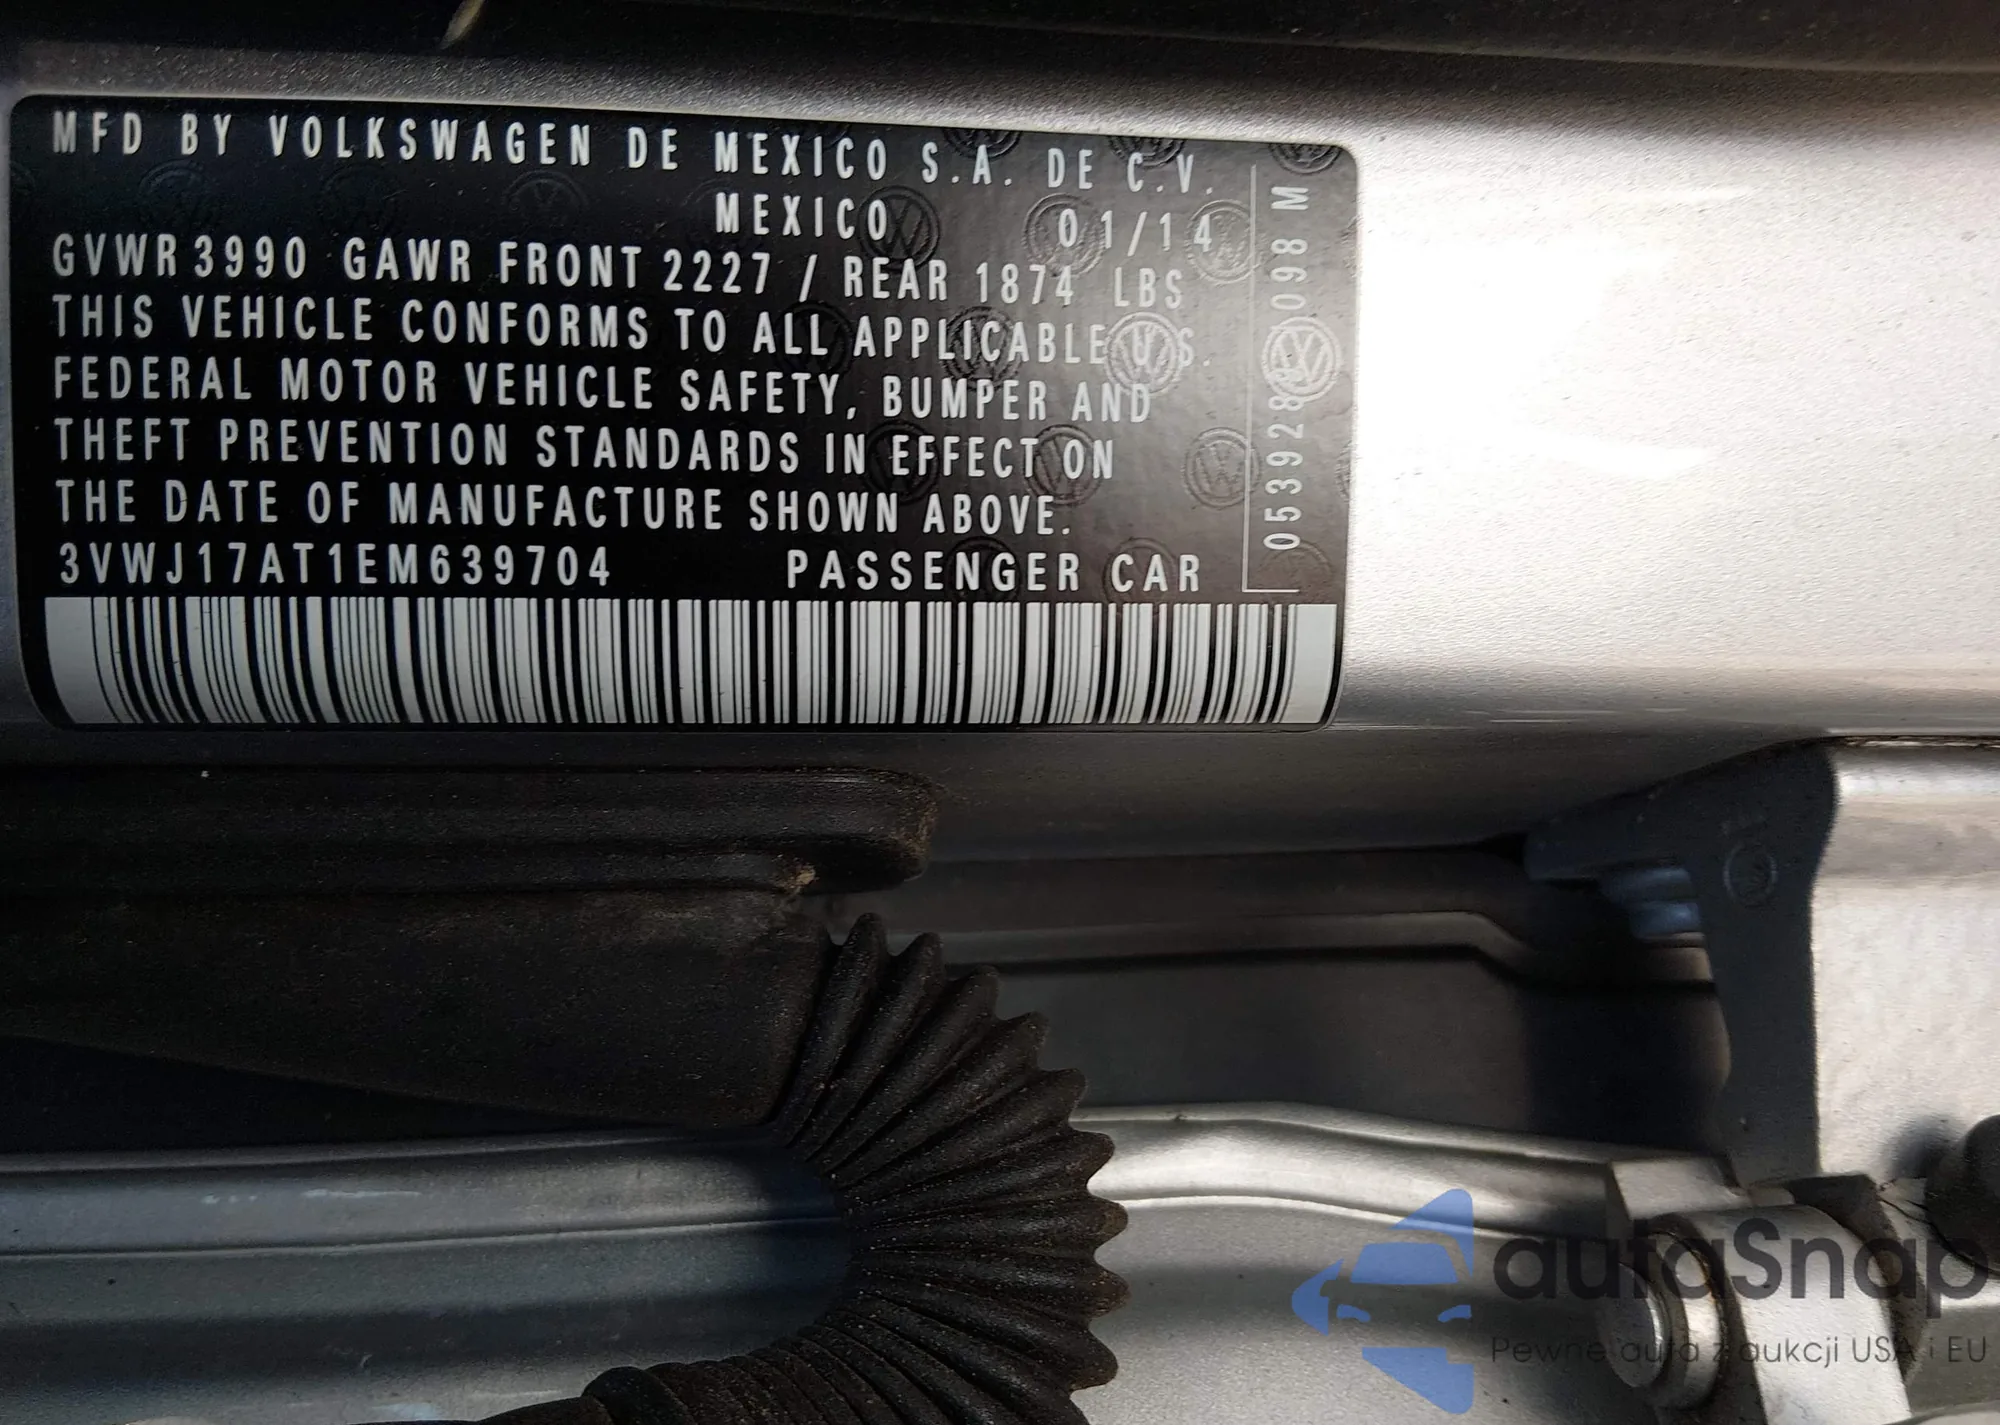 MFD BY VOLKSWAGEN DE MEXICO S.A. DE C.V.
MEXICO 01/14
GVWR 3990 GAWR FRONT 2227 / REAR 1874 LBS
THIS VEHICLE CONFORMS TO ALL APPLICABLE U.S.
FEDERAL MOTOR VEHICLE SAFETY, BUMPER AND
THEFT PREVENTION STANDARDS IN EFFECT ON
THE DATE OF MANUFACTURE SHOWN ABOVE.
3VWJ17AT1EM639704 PASSENGER CAR
autaSnap
Pewne auta z aukcji USA i EU